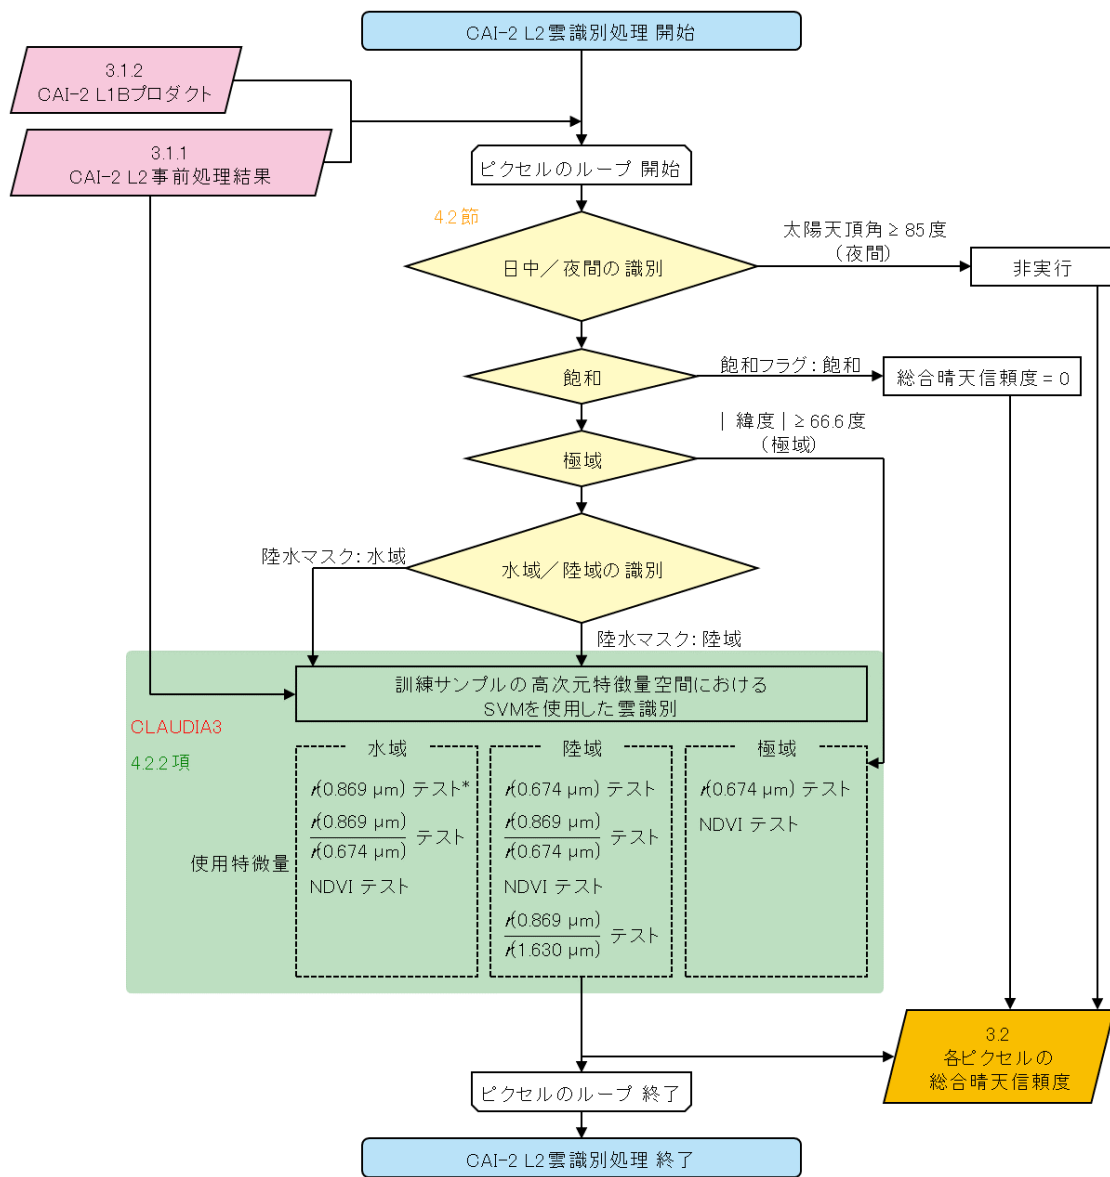 CAI-2 L2雲識別処理 開始
3.1.2
CAI-2 L1Bプロダクト
3.1.1
CAI-2 L2事前処理結果
ピクセルのループ 開始
4.2節
日中／夜間の識別
太陽天頂角≥85度
(夜間)
非実行
飽和
飽和フラグ: 飽和
総合晴天信頼度=0
極域
| 緯度 |≥66.6度
(極域)
水域／陸域の識別
陸水マスク: 水域
陸水マスク: 陸域
訓練サンプルの高次元特徴量空間における
SVMを使用した雲識別
CLAUDIA3
4.2.2項
使用特微量
水域
r(0.869 μm) テスト*
r(0.869 μm)
r(0.674 μm)
テスト
NDVI テスト
陸域
r(0.674 μm) テスト
r(0.869 μm)
r(0.674 μm)
テスト
NDVI テスト
r(0.869 μm)
r(1.630 μm)
テスト
極域
r(0.674 μm) テスト
NDVI テスト
3.2
各ピクセルの
総合晴天信頼度
ピクセルのループ 終了
CAI-2 L2雲識別処理 終了